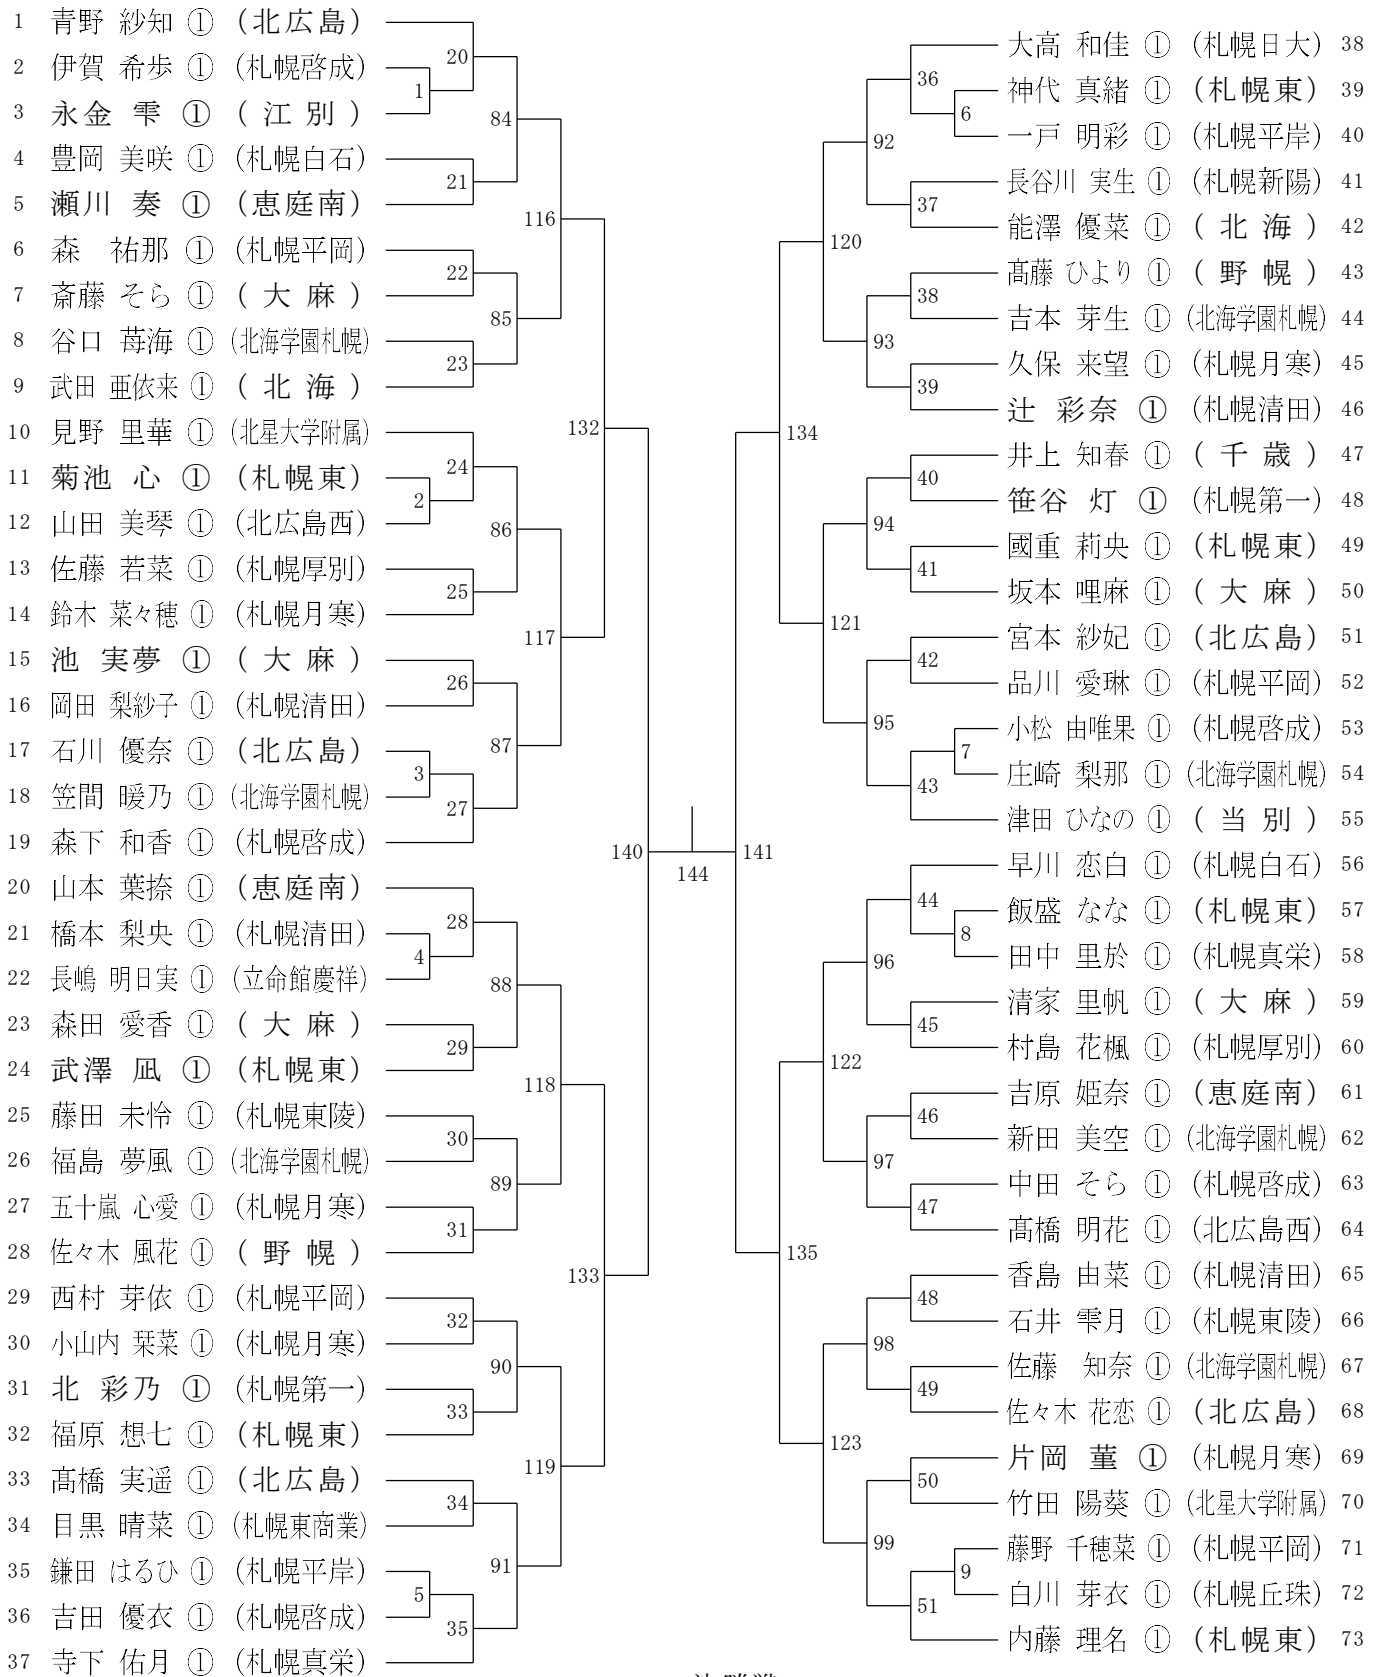 1 青野 紗知 ① (北広島)
2 伊賀 希歩 ① (札幌啓成)
3 永金 雫 ① (江別)
4 豊岡 美咲 ① (札幌白石)
5 瀬川 奏 ① (恵庭南)
6 森 祐那 ① (札幌平岡)
7 斎藤 そら ① (大麻)
8 谷口 苺海 ① (北海学園札幌)
9 武田 亜依来 ① (北海)
10 見野 里華 ① (北星大学附属)
11 菊池 心 ① (札幌東)
12 山田 美琴 ① (北広島西)
13 佐藤 若菜 ① (札幌厚別)
14 鈴木 菜々穂 ① (札幌月寒)
15 池 実夢 ① (大麻)
16 岡田 梨紗子 ① (札幌清田)
17 石川 優奈 ① (北広島)
18 笠間 暖乃 ① (北海学園札幌)
19 森下 和香 ① (札幌啓成)
20 山本 葉捺 ① (恵庭南)
21 橋本 梨央 ① (札幌清田)
22 長嶋 明日実 ① (立命館慶祥)
23 森田 愛香 ① (大麻)
24 武澤 凪 ① (札幌東)
25 藤田 未怜 ① (札幌東陵)
26 福島 夢風 ① (北海学園札幌)
27 五十嵐 心愛 ① (札幌月寒)
28 佐々木 風花 ① (野幌)
29 西村 芽依 ① (札幌平岡)
30 小山内 栞菜 ① (札幌月寒)
31 北 彩乃 ① (札幌第一)
32 福原 想七 ① (札幌東)
33 髙橋 実遥 ① (北広島)
34 目黒 晴菜 ① (札幌東商業)
35 鎌田 はるひ ① (札幌平岸)
36 吉田 優衣 ① (札幌啓成)
37 寺下 佑月 ① (札幌真栄)
20
1
84
21
116
22
85
23
132
24
2
86
25
117
26
87
3
27
140
28
4
88
29
118
30
89
31
133
32
90
33
119
34
91
5
35
144
36
6
92
37
120
38
93
39
134
40
94
41
121
42
95
7
43
141
44
8
96
45
122
46
97
47
135
48
98
49
123
50
99
9
51
大高 和佳 ① (札幌日大) 38
神代 真緒 ① (札幌東) 39
一戸 明彩 ① (札幌平岸) 40
長谷川 実生 ① (札幌新陽) 41
能澤 優菜 ① (北海) 42
髙藤 ひより ① (野幌) 43
吉本 芽生 ① (北海学園札幌) 44
久保 来望 ① (札幌月寒) 45
辻 彩奈 ① (札幌清田) 46
井上 知春 ① (千歳) 47
笹谷 灯 ① (札幌第一) 48
國重 莉央 ① (札幌東) 49
坂本 哩麻 ① (大麻) 50
宮本 紗妃 ① (北広島) 51
品川 愛琳 ① (札幌平岡) 52
小松 由唯果 ① (札幌啓成) 53
庄崎 梨那 ① (北海学園札幌) 54
津田 ひなの ① (当別) 55
早川 恋白 ① (札幌白石) 56
飯盛 なな ① (札幌東) 57
田中 里於 ① (札幌真栄) 58
清家 里帆 ① (大麻) 59
村島 花楓 ① (札幌厚別) 60
吉原 姫奈 ① (恵庭南) 61
新田 美空 ① (北海学園札幌) 62
中田 そら ① (札幌啓成) 63
髙橋 明花 ① (北広島西) 64
香島 由菜 ① (札幌清田) 65
石井 雫月 ① (札幌東陵) 66
佐藤 知奈 ① (北海学園札幌) 67
佐々木 花恋 ① (北広島) 68
片岡 菫 ① (札幌月寒) 69
竹田 陽葵 ① (北星大学附属) 70
藤野 千穂菜 ① (札幌平岡) 71
白川 芽衣 ① (札幌丘珠) 72
内藤 理名 ① (札幌東) 73